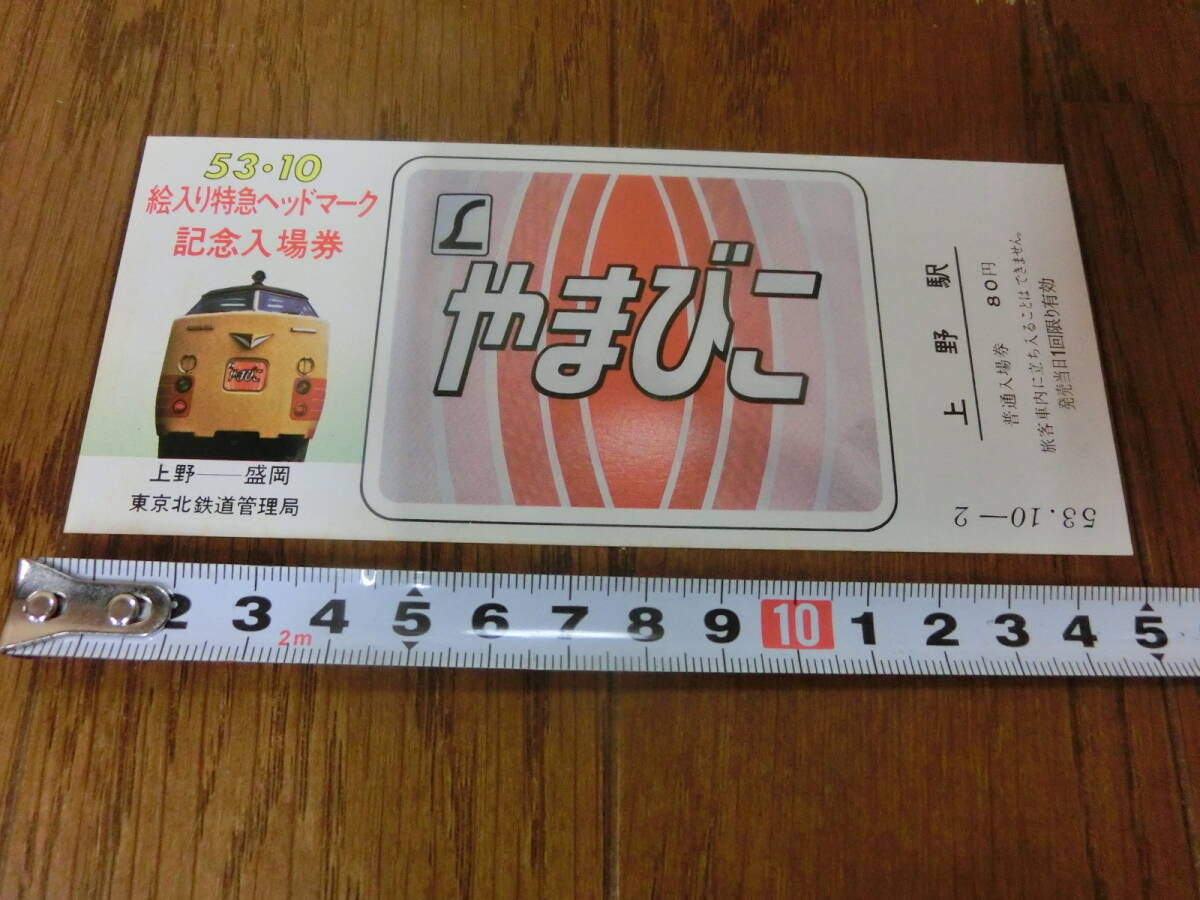 53・10
絵入り特急ヘッドマーク
記念入場券
やまびこ
上野──盛岡
東京北鉄道管理局
やまびこ
上野駅
普通入場券 80円
旅客車内に立ち入ることはできません。
発売当日1回限り有効
53.10―2
2 3 4 5 6 7 8 9 10 1 2 3 4 5
2m